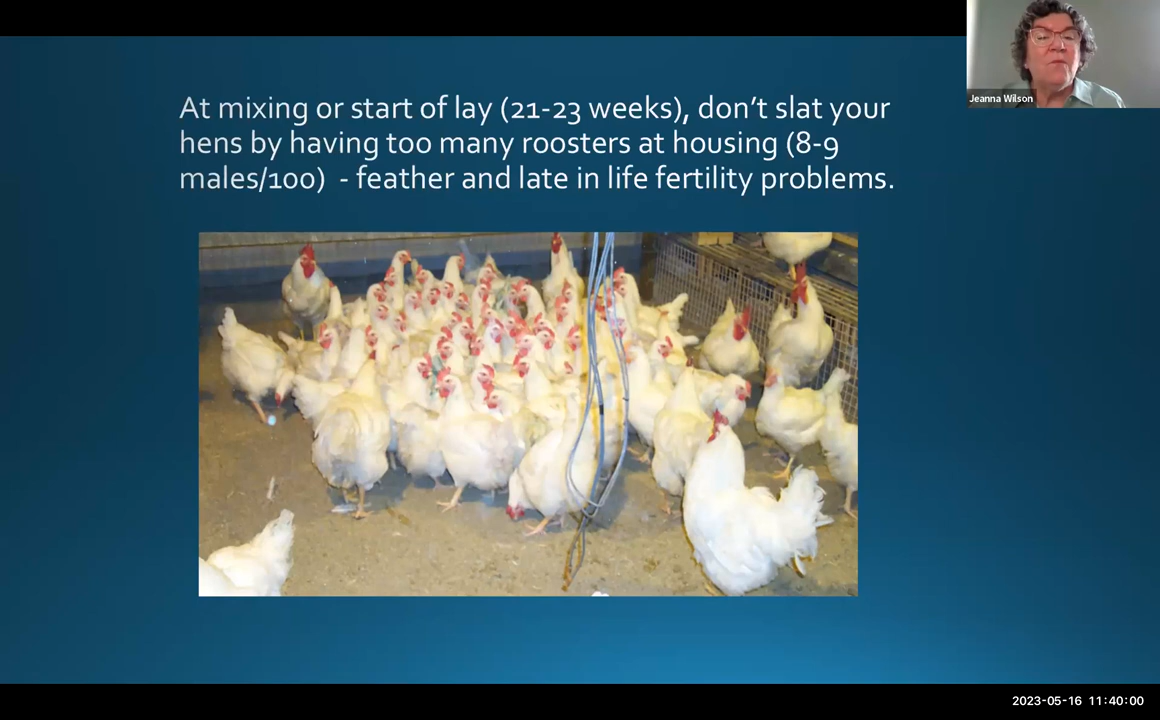 Jeanna Wilson
At mixing or start of lay (21-23 weeks), don't slat your
hens by having too many roosters at housing (8-9
males/100)  - feather and late in life fertility problems.
2023-05-16  11:40:00